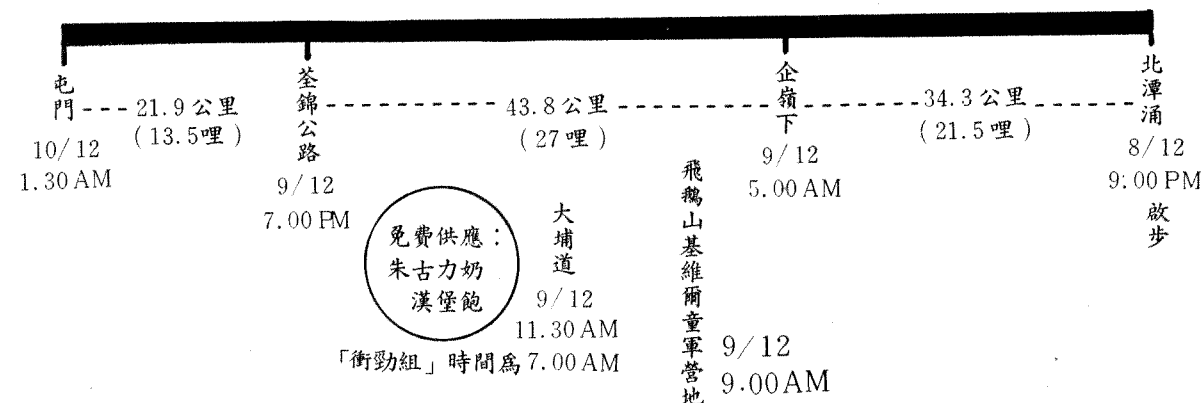 屯門
10/12
1.30 AM
21.9公里
(13.5哩)
荃錦公路
9/12
7.00 PM
43.8公里
(27哩)
企嶺下
9/12
5.00 AM
34.3公里
(21.5哩)
北潭涌
8/12
9:00 PM
啟步
免費供應：
朱古力奶
漢堡飽
大埔道
9/12
11.30 AM
「衝勁組」時間爲7.00 AM
飛鵝山基維爾童軍營地
9/12
9.00AM